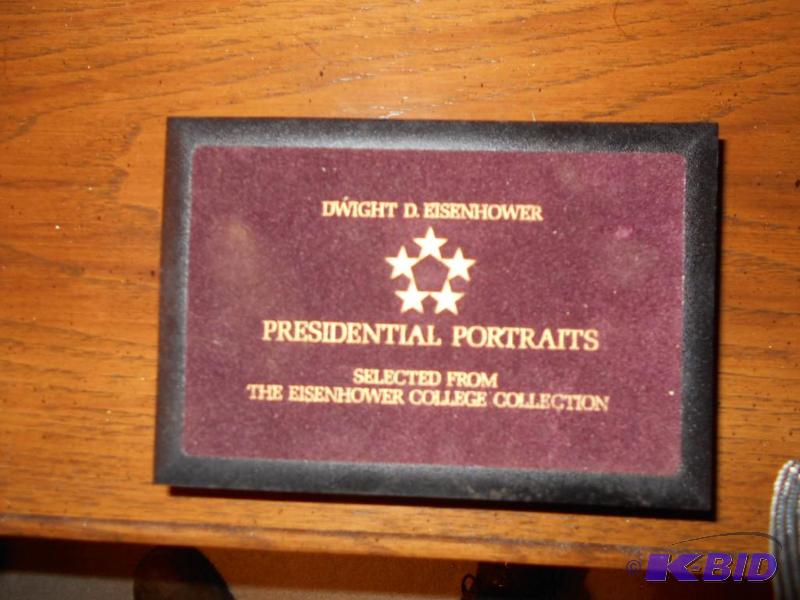 DWIGHT D. EISENHOWER
PRESIDENTIAL PORTRAITS
SELECTED FROM
THE EISENHOWER COLLEGE COLLECTION
© K-BID